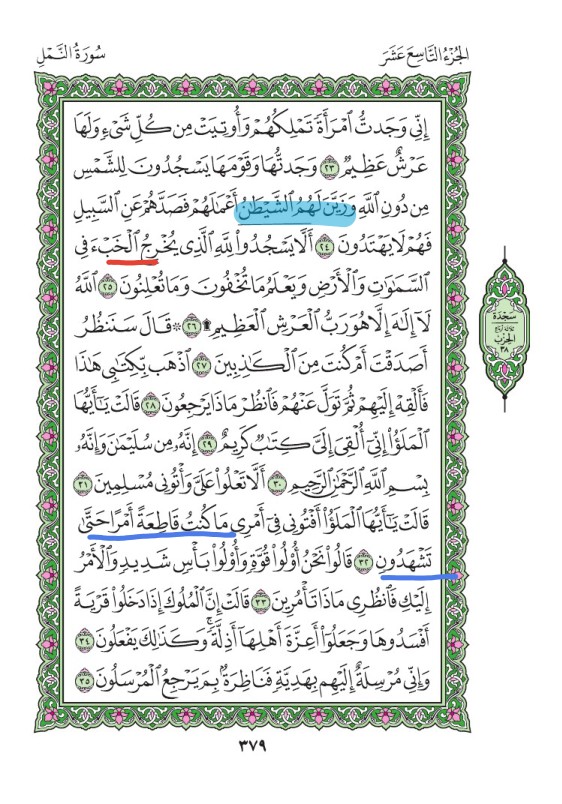 الجُزْءُ التَّاسِعَ عَشَرَ
سُورَةُ النَّمْلِ
إِنِّي وَجَدتُّ ٱمْرَأَةً تَمْلِكُهُمْ وَأُوتِيَتْ مِن كُلِّ شَىْءٍ وَلَهَا
عَرْشٌ عَظِيمٌ ٢٣ وَجَدتُّهَا وَقَوْمَهَا يَسْجُدُونَ لِلشَّمْسِ
مِن دُونِ ٱللَّهِ وَزَيَّنَ لَهُمُ ٱلشَّيْطَٰنُ أَعْمَٰلَهُمْ فَصَدَّهُمْ عَنِ ٱلسَّبِيلِ
فَهُمْ لَا يَهْتَدُونَ ٢٤ أَلَّا يَسْجُدُوا۟ لِلَّهِ ٱلَّذِى يُخْرِجُ ٱلْخَبْءَ فِى
ٱلسَّمَٰوَٰتِ وَٱلْأَرْضِ وَيَعْلَمُ مَا تُخْفُونَ وَمَا تُعْلِنُونَ ٢٥ ٱللَّهُ
لَآ إِلَٰهَ إِلَّا هُوَ رَبُّ ٱلْعَرْشِ ٱلْعَظِيمِ ۩ ٢٦ ۞ قَالَ سَنَنظُرُ
أَصَدَقْتَ أَمْ كُنتَ مِنَ ٱلْكَٰذِبِينَ ٢٧ ٱذْهَب بِّكِتَٰبِى هَٰذَا
فَأَلْقِهْ إِلَيْهِمْ ثُمَّ تَوَلَّ عَنْهُمْ فَٱنظُرْ مَاذَا يَرْجِعُونَ ٢٨ قَالَتْ يَٰٓأَيُّهَا
ٱلْمَلَؤُا۟ إِنِّىٓ أُلْقِىَ إِلَىَّ كِتَٰبٌ كَرِيمٌ ٢٩ إِنَّهُۥ مِن سُلَيْمَٰنَ وَإِنَّهُۥ
بِسْمِ ٱللَّهِ ٱلرَّحْمَٰنِ ٱلرَّحِيمِ ٣٠ أَلَّا تَعْلُوا۟ عَلَىَّ وَأْتُونِى مُسْلِمِينَ ٣١
قَالَتْ يَٰٓأَيُّهَا ٱلْمَلَؤُا۟ أَفْتُونِى فِىٓ أَمْرِى مَا كُنتُ قَاطِعَةً أَمْرًا حَتَّىٰ
تَشْهَدُونِ ٣٢ قَالُوا۟ نَحْنُ أُو۟لُوا۟ قُوَّةٍ وَأُو۟لُوا۟ بَأْسٍ شَدِيدٍ وَٱلْأَمْرُ
إِلَيْكِ فَٱنظُرِى مَاذَا تَأْمُرِينَ ٣٣ قَالَتْ إِنَّ ٱلْمُلُوكَ إِذَا دَخَلُوا۟ قَرْيَةً
أَفْسَدُوهَا وَجَعَلُوٓا۟ أَعِزَّةَ أَهْلِهَآ أَذِلَّةً ۖ وَكَذَٰلِكَ يَفْعَلُونَ ٣٤
وَإِنِّى مُرْسِلَةٌ إِلَيْهِم بِهَدِيَّةٍ فَنَاظِرَةٌۢ بِمَ يَرْجِعُ ٱلْمُرْسَلُونَ ٣٥
سَجْدَة
ثلاثة أرباع
الحِزْب
٣٨
٣٧٩